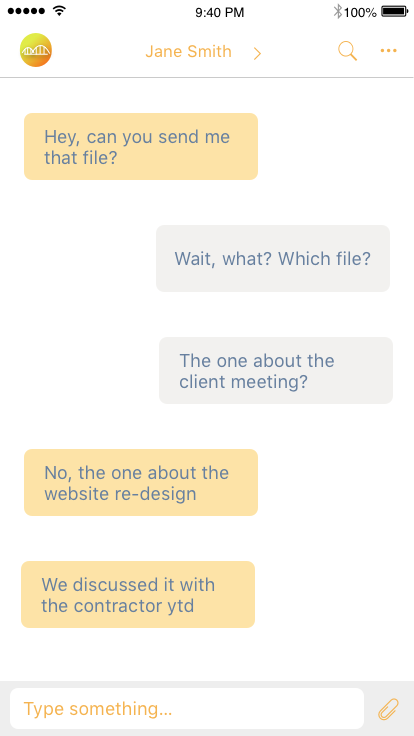 9:40 PM
100%
Jane Smith
Hey, can you send me
that file?
Wait, what? Which file?
The one about the
client meeting?
No, the one about the
website re-design
We discussed it with
the contractor ytd
Type something...